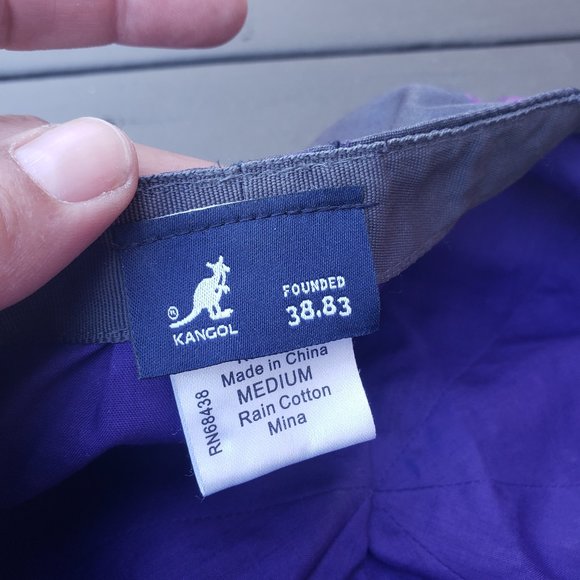 FOUNDED
38.83
KANGOL
Made in China
MEDIUM
Rain Cotton
Mina
RN68438